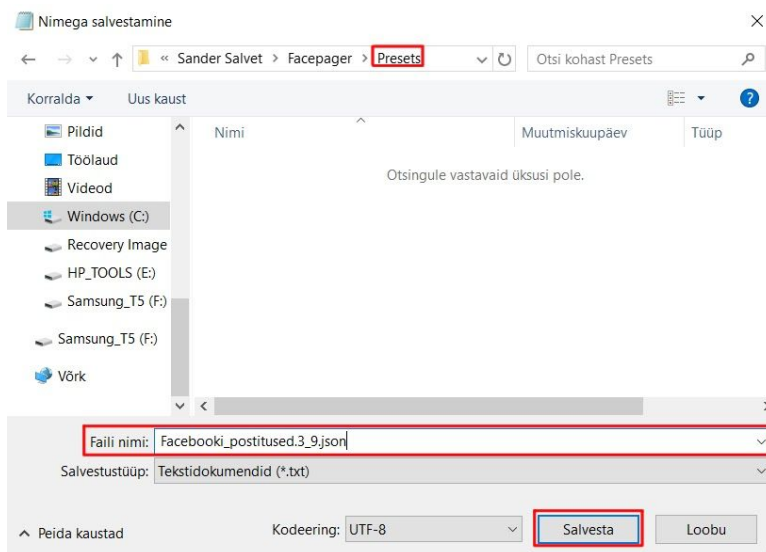 Nimega salvestamine
« Sander Salvet > Facepager > Presets
Otsi kohast Presets
Korralda
Uus kaust
Pildid
Töölaud
Videod
Windows (C:)
Recovery Image
HP_TOOLS (E:)
Samsung_T5 (F:)
Samsung_T5 (F:)
Võrk
Nimi
Muutmiskuupäev
Tüüp
Otsingule vastavaid üksusi pole.
Faili nimi: Facebooki_postitused.3_9.json
Salvestustüüp: Tekstidokumendid (*.txt)
Peida kaustad
Kodeering: UTF-8
Salvesta
Loobu